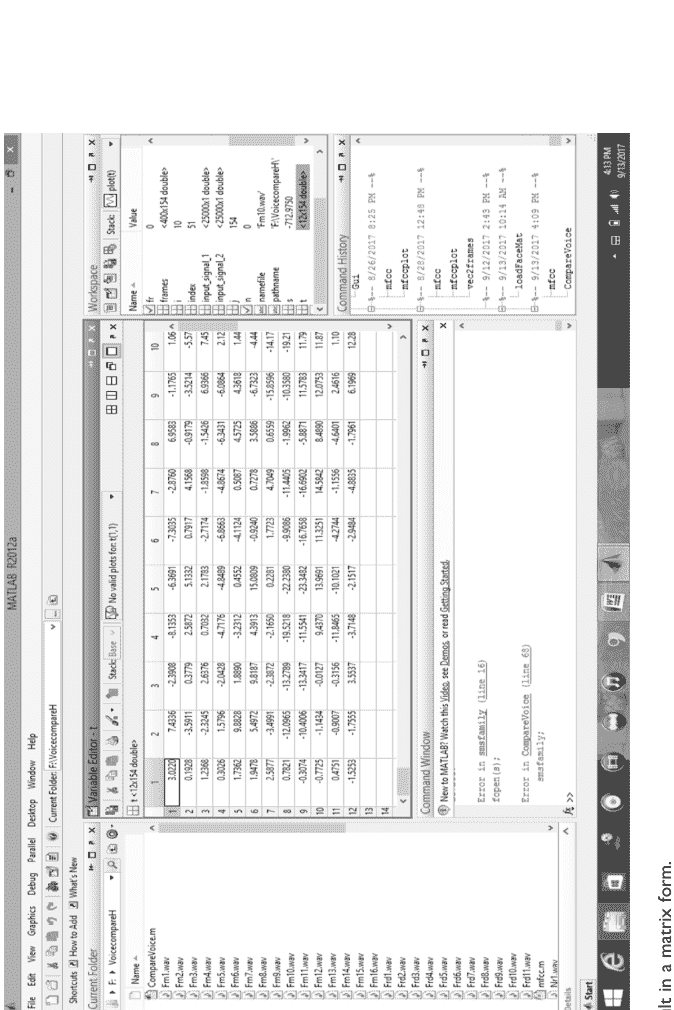 MATLAB R2012a
File Edit View Graphics Debug Parallel Desktop Window Help
Current Folder: F:\VoicecompareH
Shortcuts How to Add What's New
Current Folder
F: VoicecompareH
Name
CompareVoice.m
Fm1.wav
Fm2.wav
Fm3.wav
Fm4.wav
Fm5.wav
Fm6.wav
Fm7.wav
Fm8.wav
Fm9.wav
Fm10.wav
Fm11.wav
Fm12.wav
Fm13.wav
Fm14.wav
Fm15.wav
Fm16.wav
Frd1.wav
Frd2.wav
Frd3.wav
Frd4.wav
Frd5.wav
Frd6.wav
Frd7.wav
Frd8.wav
Frd9.wav
Frd10.wav
Frd11.wav
mfcc.m
Nr1.wav
Details
Start
Variable Editor - t
Stack: Base No valid plots for: t(1,1)
t <12x154 double>
1 2 3 4 5 6 7 8 9 10
1 3.0220 7.4336 -2.3908 -8.1353 -6.3691 -7.3035 -2.8760 6.9583 -1.1765 1.06
2 0.1928 -3.5911 0.3779 2.5872 5.1332 0.7917 4.1568 -0.9179 -3.5214 -5.57
3 1.2368 -2.3245 2.6376 0.7032 2.1783 -2.7174 -1.8598 -1.5426 6.9366 7.45
4 0.3026 1.5796 -2.0428 -4.7176 -4.8489 -6.8663 -4.8674 -6.3431 -6.0864 2.12
5 1.7362 9.8828 1.8890 -3.2312 0.4552 -4.1124 0.5087 4.5725 4.3618 1.44
6 1.9478 5.4972 9.8187 4.3913 15.0809 -0.9240 0.7278 3.5886 -6.7323 -4.44
7 2.5877 -3.4991 -2.3872 -2.1650 0.2281 1.7723 4.7049 0.6559 -15.8596 -14.17
8 0.7821 -12.0965 -13.2789 -19.5218 -22.2380 -9.9086 -11.4405 -1.9962 -10.3580 -19.21
9 -0.3074 -10.4006 -13.3417 -11.5541 -23.3482 -16.7658 -16.6902 -5.8871 11.5783 11.79
10 -0.7725 -1.1434 -0.0127 9.4370 13.9691 11.3251 14.5842 8.4890 12.0753 11.87
11 0.4751 -0.9007 -0.3156 -11.8465 -10.1021 -4.2744 -1.1556 -4.6401 2.4616 1.10
12 -1.5253 -1.7555 3.5537 -3.7148 -2.1517 -2.9484 -4.8835 -1.7961 6.1969 12.28
13
14
Command Window
New to MATLAB? Watch this Video, see Demos, or read Getting Started.
Error in smsfamily (line 16)
fopen(s);
Error in CompareVoice (line 68)
smsfamily;
fx >>
Workspace
Stack: plot(t)
Name Value
fr 0
frames <400x154 double>
i 10
index 51
input_signal_1 <25000x1 double>
input_signal_2 <25000x1 double>
j 154
n 0
namefile 'Fm10.wav'
pathname 'F:\VoicecompareH\'
s -712.9750
t <12x154 double>
Command History
Gui
%-- 8/26/2017 8:25 PM --%
mfcc
mfccplot
%-- 8/28/2017 12:48 PM --%
mfcc
mfccplot
vec2frames
%-- 9/12/2017 2:43 PM --%
%-- 9/13/2017 10:14 AM --%
loadFaceMat
%-- 9/13/2017 4:09 PM --%
mfcc
CompareVoice
4:13 PM
9/13/2017
lt in a matrix form.